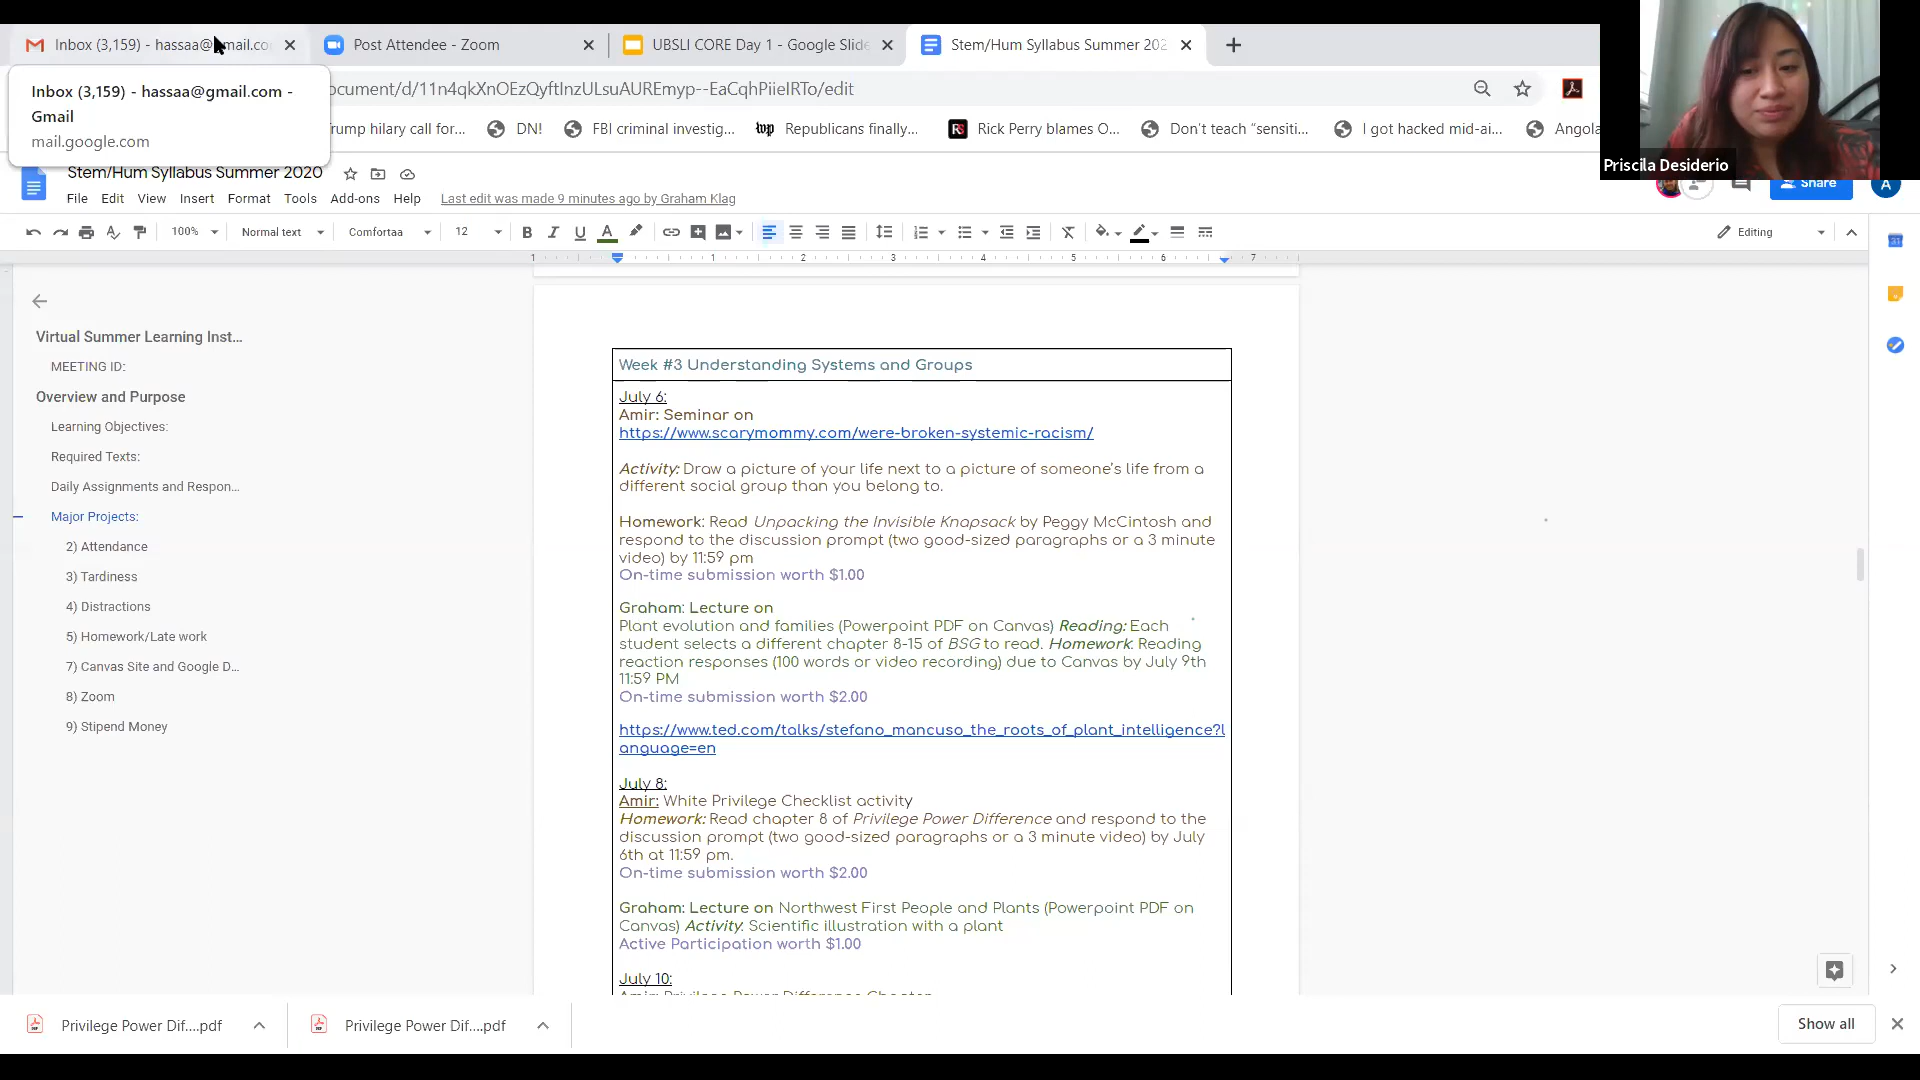 Inbox (3,159) - hassaa@gmail.co
Post Attendee - Zoom
UBSLI CORE Day 1 - Google Slide
Stem/Hum Syllabus Summer 202
Inbox (3,159) - hassaa@gmail.com -
Gmail
mail.google.com
ocument/d/11n4qkXnOEzQyftInzULsuAUREmyp--EaCqhPiieIRTo/edit
rump hilary call for...
DN!
FBI criminal investig...
Republicans finally...
Rick Perry blames O...
Don't teach “sensiti...
I got hacked mid-ai...
Angola
Priscila Desiderio
Stem/Hum Syllabus Summer 2020
File Edit View Insert Format Tools Add-ons Help
Last edit was made 9 minutes ago by Graham Klag
Share
A
100%
Normal text
Comfortaa
12
B I U A
Editing
1 1 2 3 4 5 6 7
Virtual Summer Learning Inst...
MEETING ID:
Overview and Purpose
Learning Objectives:
Required Texts:
Daily Assignments and Respon...
Major Projects:
2) Attendance
3) Tardiness
4) Distractions
5) Homework/Late work
7) Canvas Site and Google D...
8) Zoom
9) Stipend Money
Week #3 Understanding Systems and Groups
July 6:
Amir: Seminar on
https://www.scarymommy.com/were-broken-systemic-racism/
Activity: Draw a picture of your life next to a picture of someone’s life from a
different social group than you belong to.
Homework: Read Unpacking the Invisible Knapsack by Peggy McCintosh and
respond to the discussion prompt (two good-sized paragraphs or a 3 minute
video) by 11:59 pm
On-time submission worth $1.00
Graham: Lecture on
Plant evolution and families (Powerpoint PDF on Canvas) Reading: Each
student selects a different chapter 8-15 of BSG to read. Homework: Reading
reaction responses (100 words or video recording) due to Canvas by July 9th
11:59 PM
On-time submission worth $2.00
https://www.ted.com/talks/stefano_mancuso_the_roots_of_plant_intelligence?l
anguage=en
July 8:
Amir: White Privilege Checklist activity
Homework: Read chapter 8 of Privilege Power Difference and respond to the
discussion prompt (two good-sized paragraphs or a 3 minute video) by July
6th at 11:59 pm.
On-time submission worth $2.00
Graham: Lecture on Northwest First People and Plants (Powerpoint PDF on
Canvas) Activity: Scientific illustration with a plant
Active Participation worth $1.00
July 10:
Amir: Privilege Power Difference Chapter
Privilege Power Dif....pdf
Privilege Power Dif....pdf
Show all